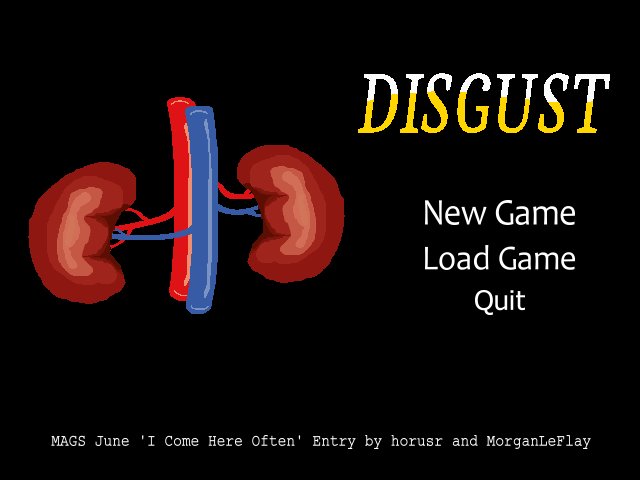 DISGUST
New Game
Load Game
Quit
MAGS June 'I Come Here Often' Entry by horusr and MorganLeFlay